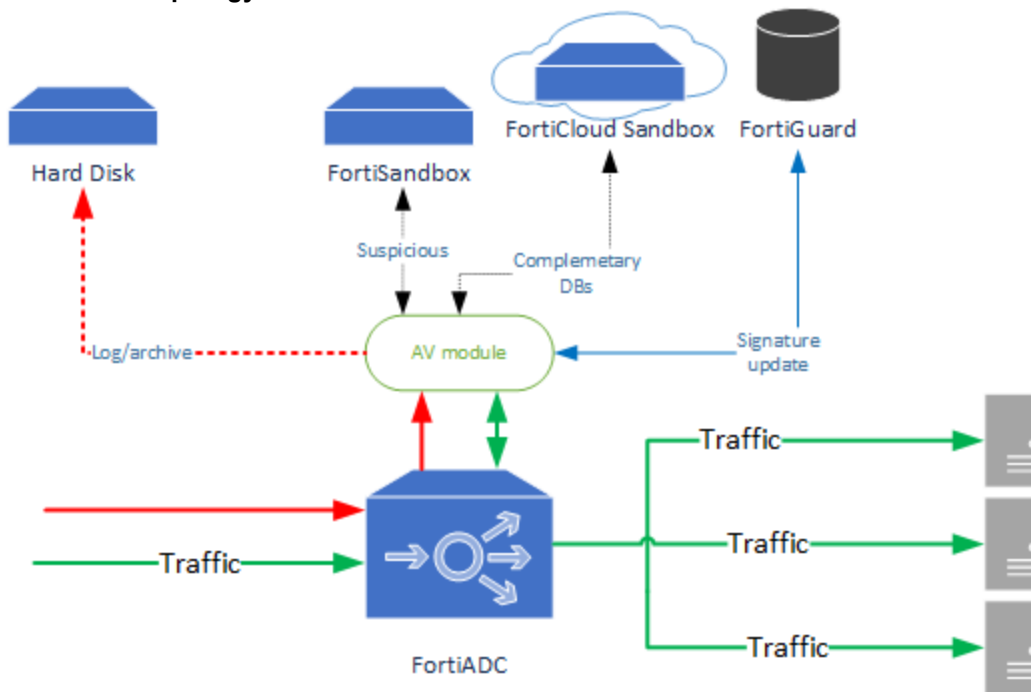 FortiCloud Sandbox
FortiGuard
Hard Disk
FortiSandbox
Suspicious
Complemetary
DBs
Log/archive
AV module
Signature
update
Traffic
Traffic
Traffic
Traffic
FortiADC